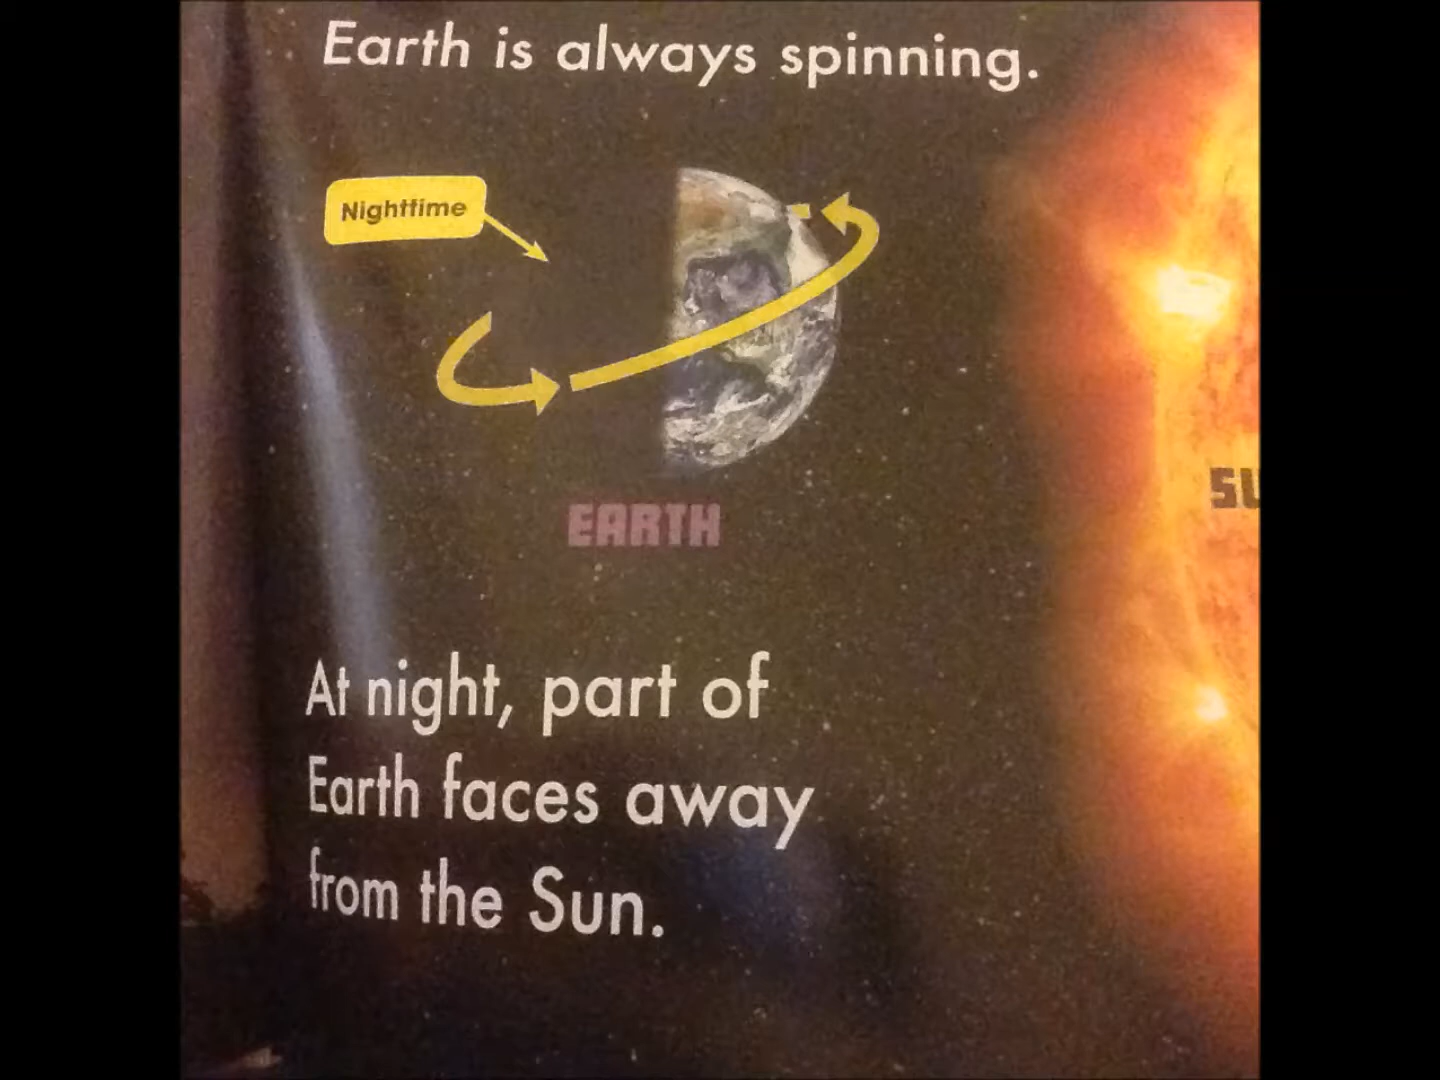 Earth is always spinning.
Nighttime
EARTH
At night, part of
Earth faces away
from the Sun.